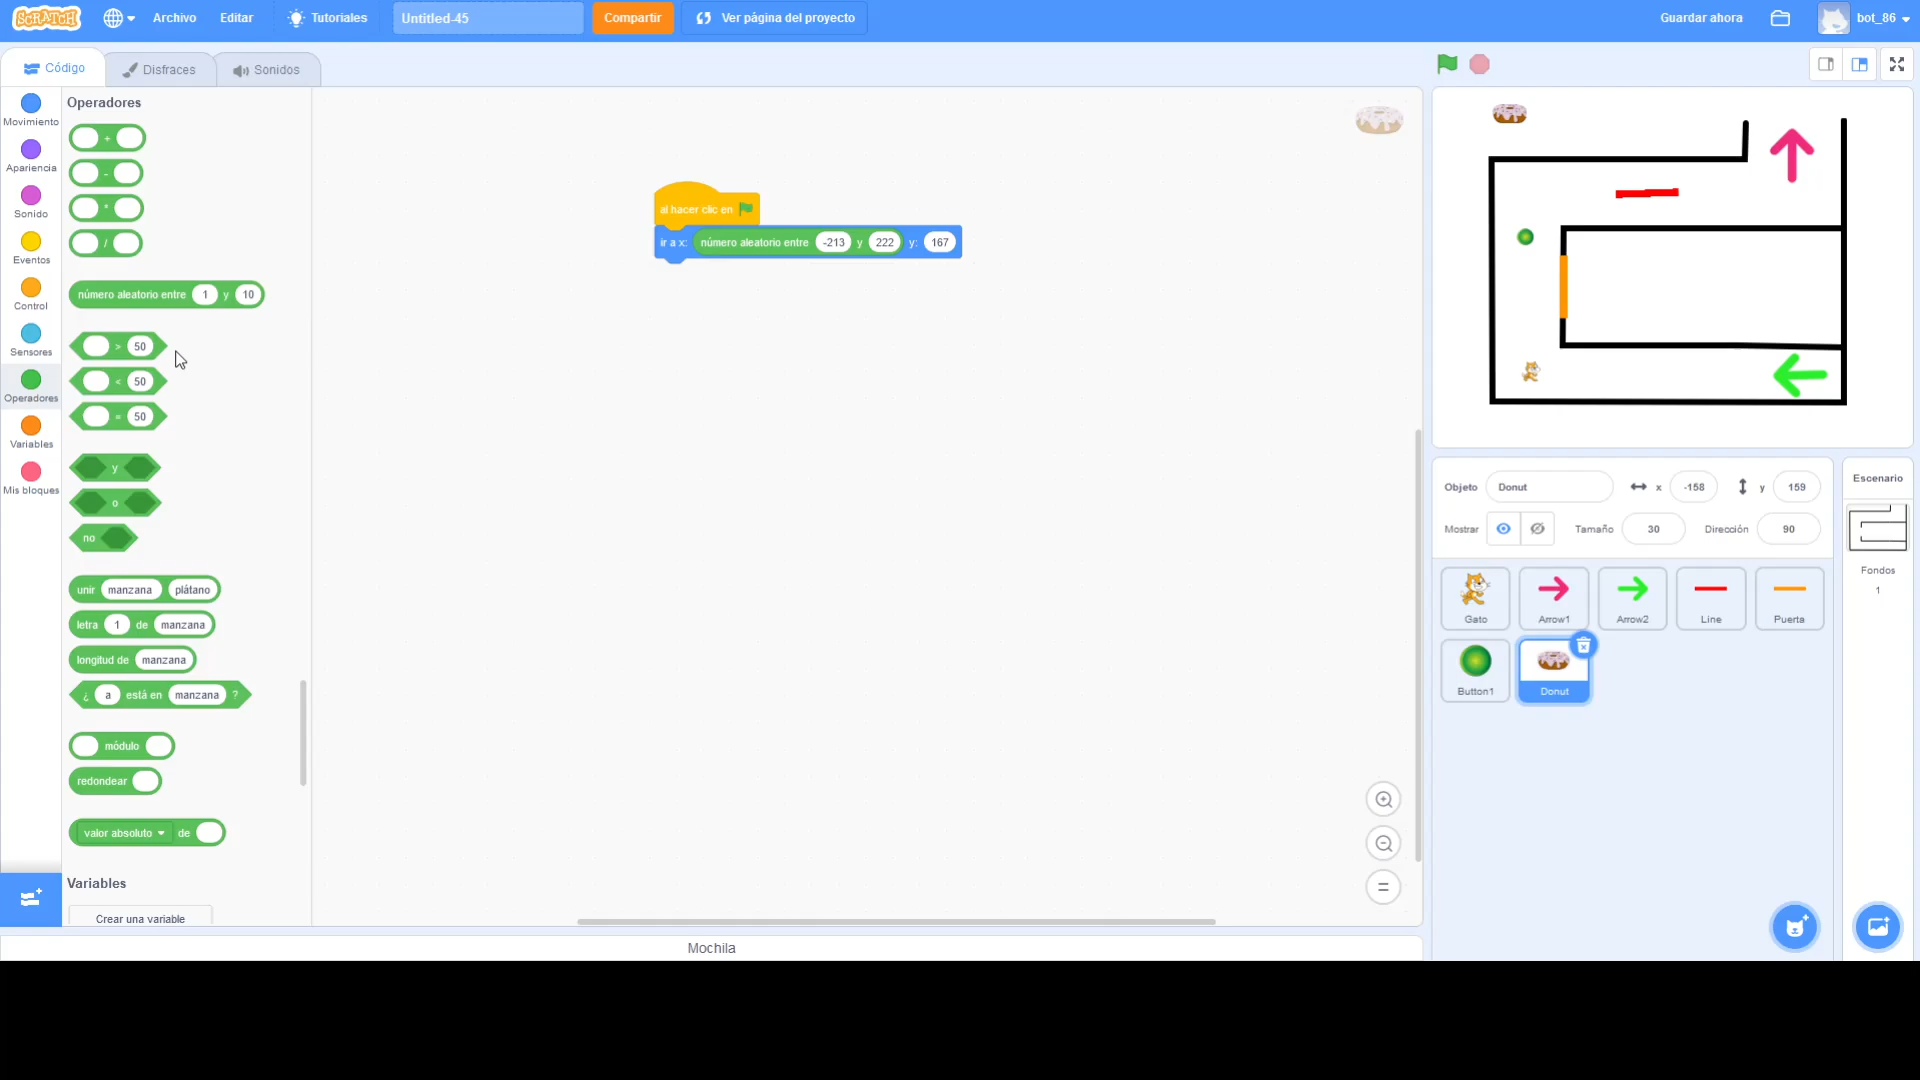 SCRATCH
Archivo
Editar
Tutoriales
Untitled-45
Compartir
Ver página del proyecto
Guardar ahora
bot_86
Código
Disfraces
Sonidos
Movimiento
Apariencia
Sonido
Eventos
Control
Sensores
Operadores
Variables
Mis bloques
Operadores
+
-
*
/
número aleatorio entre 1 y 10
> 50
< 50
= 50
y
o
no
unir manzana plátano
letra 1 de manzana
longitud de manzana
¿ a está en manzana ?
módulo
redondear
valor absoluto de
Variables
Crear una variable
al hacer clic en
ir a x: número aleatorio entre -213 y 222 y: 167
Mochila
Objeto Donut x -158 y 159
Mostrar Tamaño 30 Dirección 90
Gato
Arrow1
Arrow2
Line
Puerta
Button1
Donut
Escenario
Fondos
1